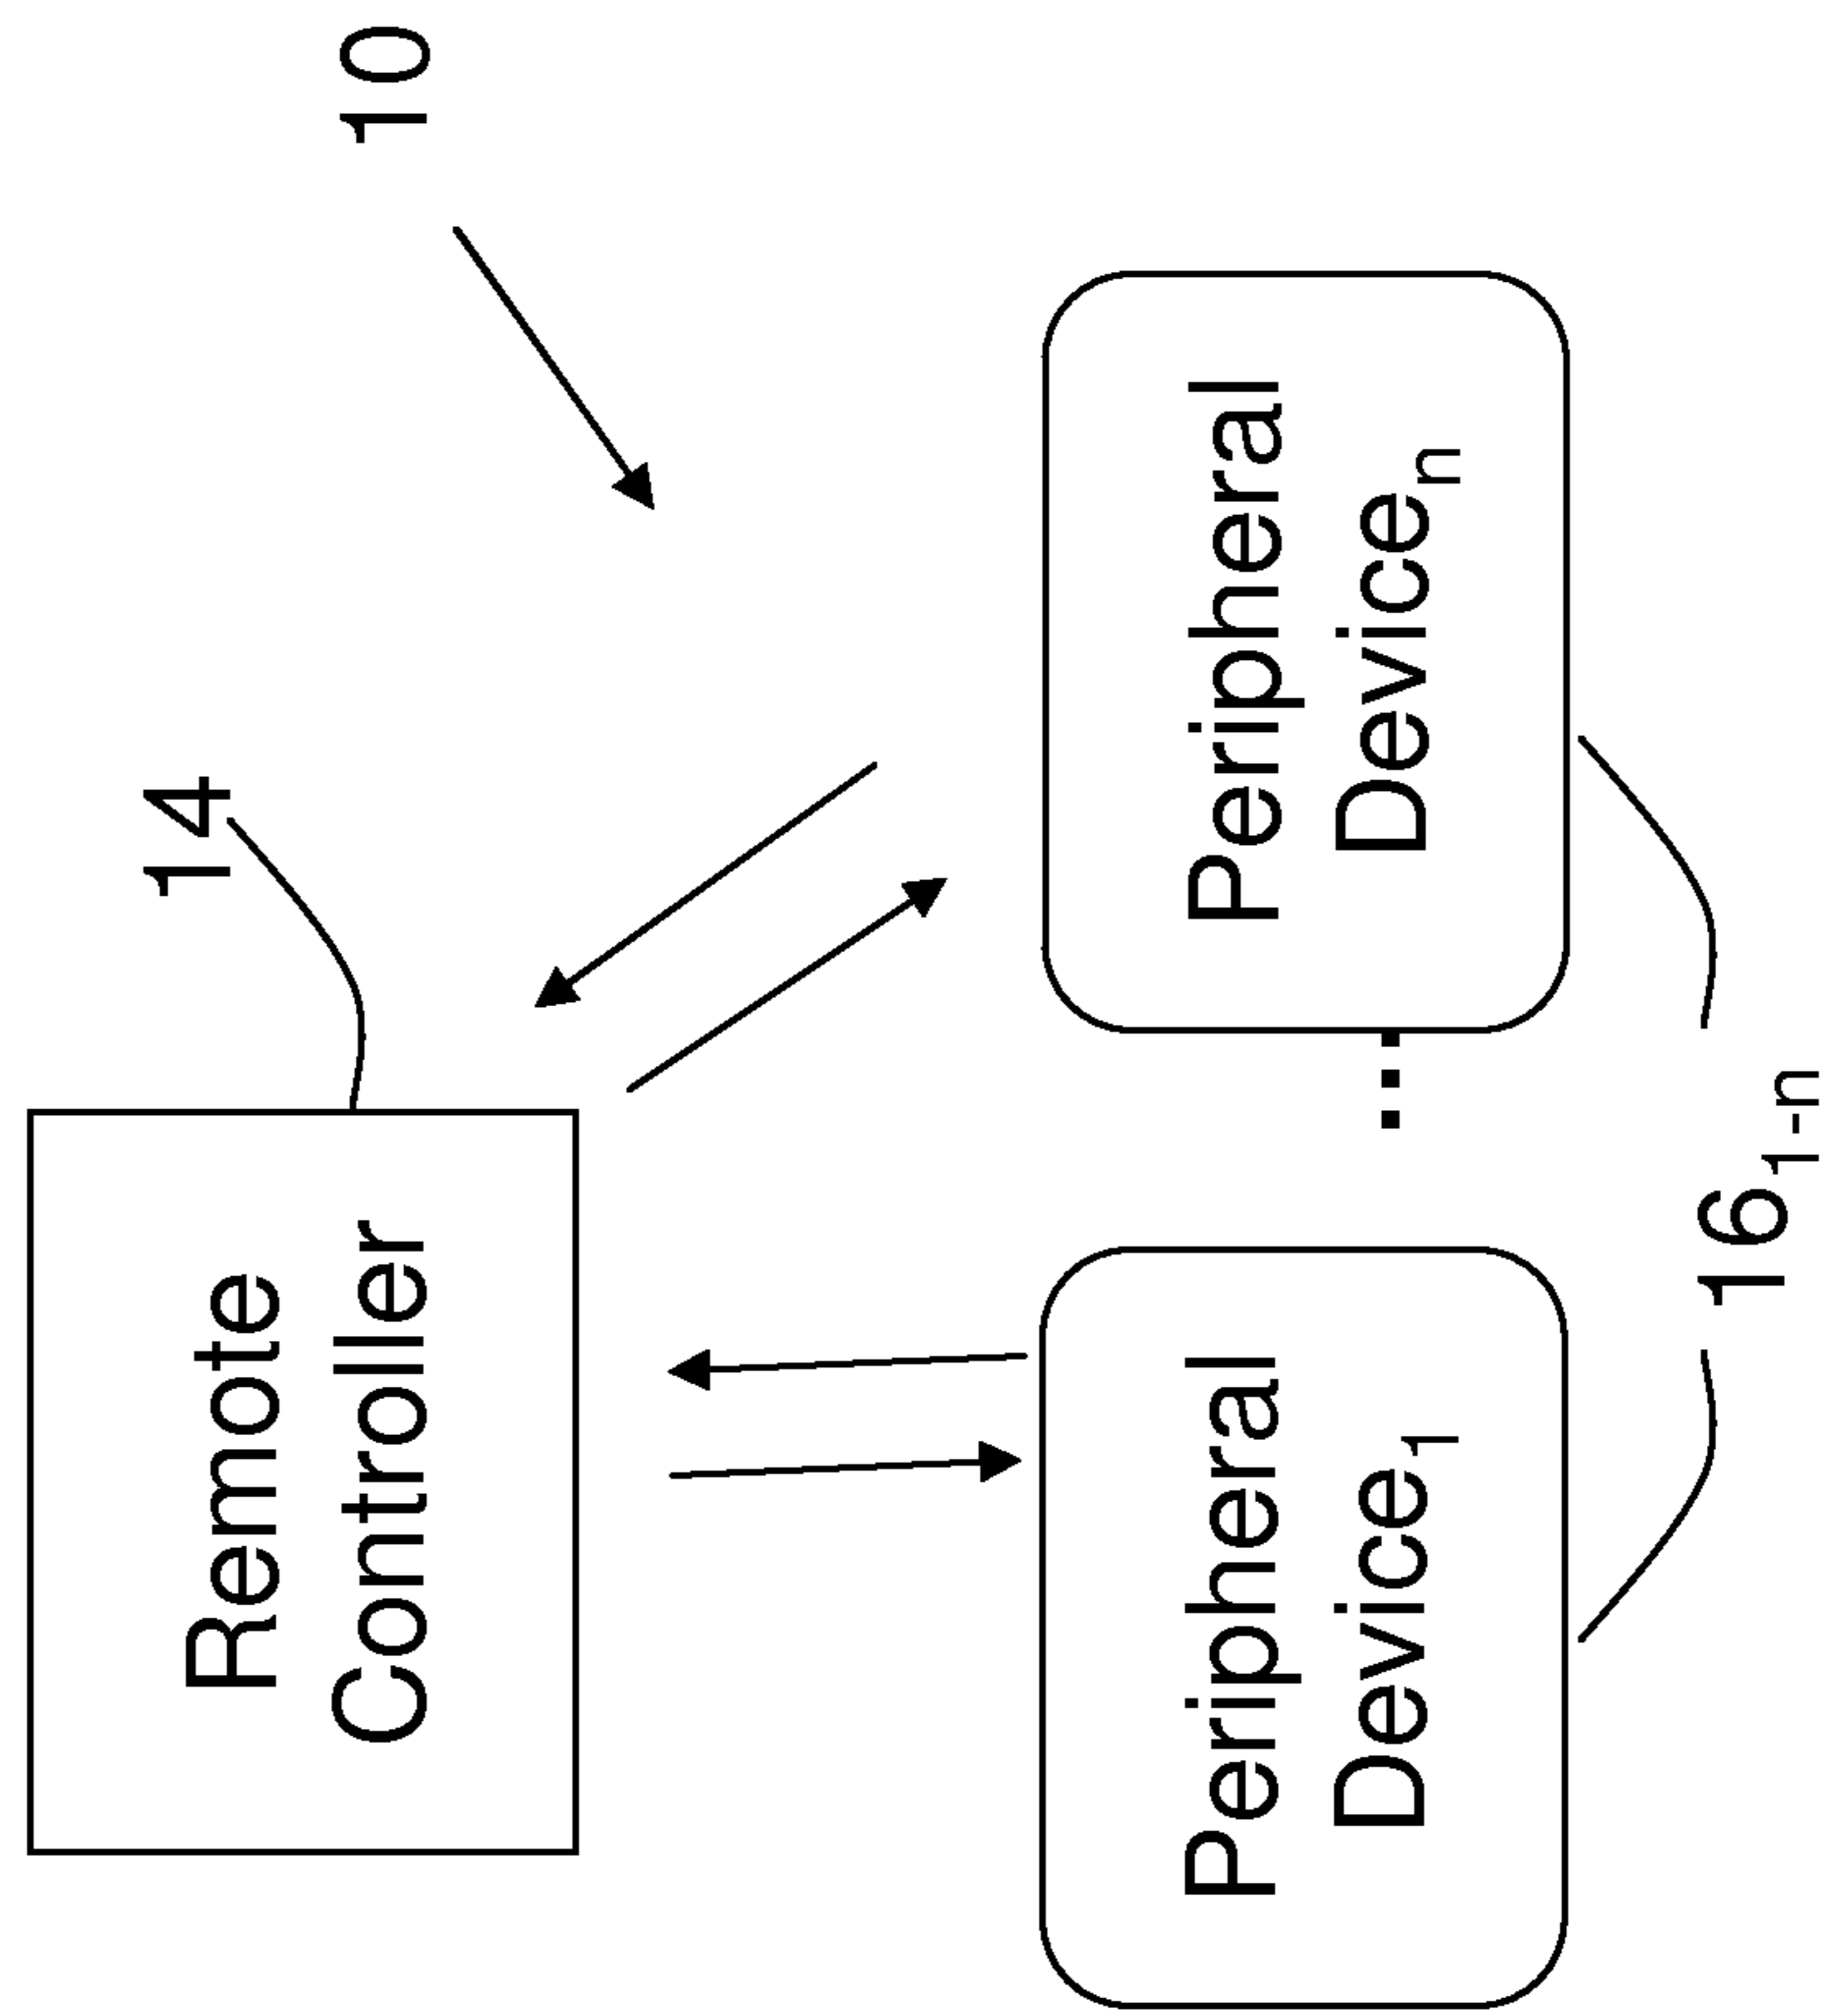 10
14
Remote
Controller
Peripheral
Device1
Peripheral
Devicen
161-n